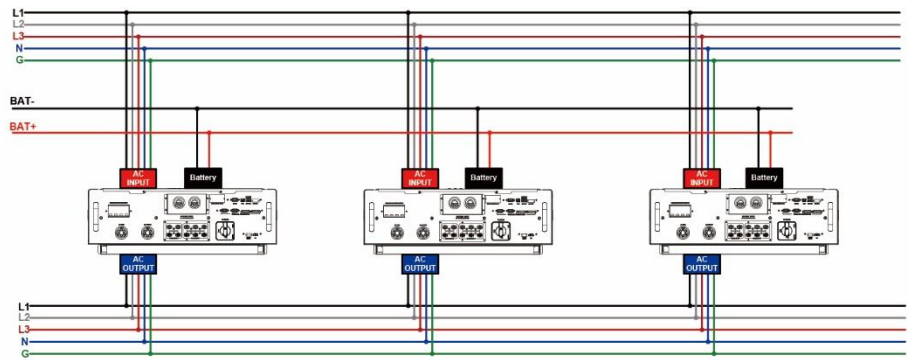 L1
L2
L3
N
G
BAT-
BAT+
AC INPUT
Battery
AC INPUT
Battery
AC INPUT
Battery
AC OUTPUT
AC OUTPUT
AC OUTPUT
L1
L2
L3
N
G